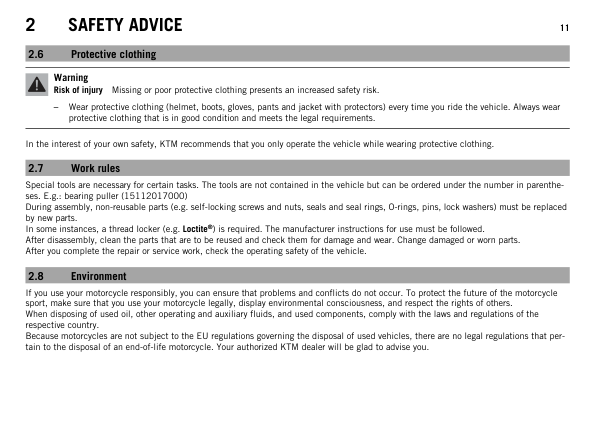 2 SAFETY ADVICE 11
2.6 Protective clothing
Warning
Risk of injury Missing or poor protective clothing presents an increased safety risk.
– Wear protective clothing (helmet, boots, gloves, pants and jacket with protectors) every time you ride the vehicle. Always wear
protective clothing that is in good condition and meets the legal requirements.
In the interest of your own safety, KTM recommends that you only operate the vehicle while wearing protective clothing.
2.7 Work rules
Special tools are necessary for certain tasks. The tools are not contained in the vehicle but can be ordered under the number in parenthe-
ses. E.g.: bearing puller (15112017000)
During assembly, non-reusable parts (e.g. self-locking screws and nuts, seals and seal rings, O-rings, pins, lock washers) must be replaced
by new parts.
In some instances, a thread locker (e.g. Loctite®) is required. The manufacturer instructions for use must be followed.
After disassembly, clean the parts that are to be reused and check them for damage and wear. Change damaged or worn parts.
After you complete the repair or service work, check the operating safety of the vehicle.
2.8 Environment
If you use your motorcycle responsibly, you can ensure that problems and conflicts do not occur. To protect the future of the motorcycle
sport, make sure that you use your motorcycle legally, display environmental consciousness, and respect the rights of others.
When disposing of used oil, other operating and auxiliary fluids, and used components, comply with the laws and regulations of the
respective country.
Because motorcycles are not subject to the EU regulations governing the disposal of used vehicles, there are no legal regulations that per-
tain to the disposal of an end-of-life motorcycle. Your authorized KTM dealer will be glad to advise you.